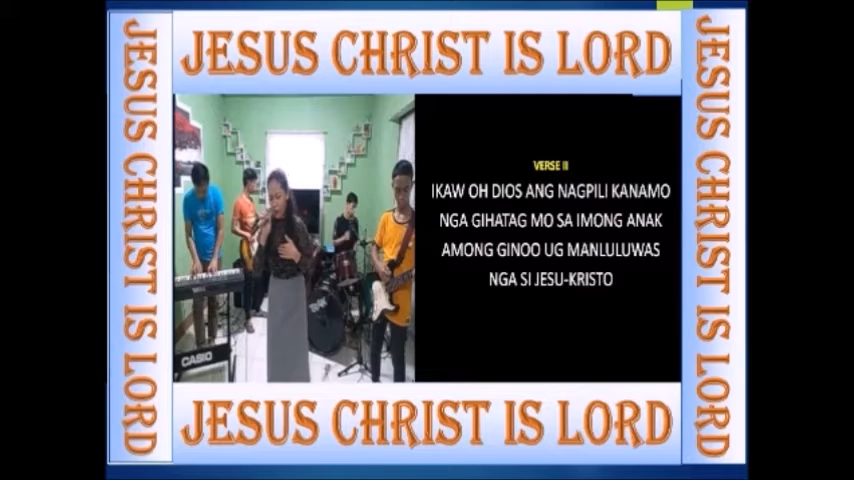 JESUS CHRIST IS LORD
JESUS CHRIST IS LORD
JESUS CHRIST IS LORD
VERSE II
IKAW OH DIOS ANG NAGPILI KANAMO
NGA GIHATAG MO SA IMONG ANAK
AMONG GINOO UG MANLULUWAS
NGA SI JESU-KRISTO
CASIO
JESUS CHRIST IS LORD